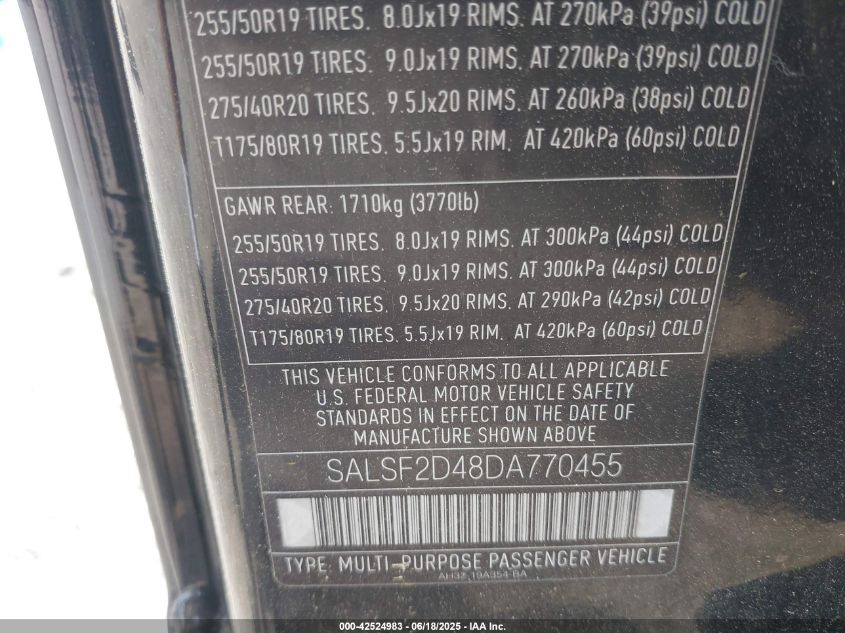 255/50R19 TIRES. 8.0Jx19 RIMS. AT 270kPa (39psi) COLD
255/50R19 TIRES. 9.0Jx19 RIMS. AT 270kPa (39psi) COLD
275/40R20 TIRES. 9.5Jx20 RIMS. AT 260kPa (38psi) COLD
T175/80R19 TIRES. 5.5Jx19 RIM. AT 420kPa (60psi) COLD
GAWR REAR: 1710kg (3770lb)
255/50R19 TIRES. 8.0Jx19 RIMS. AT 300kPa (44psi) COLD
255/50R19 TIRES. 9.0Jx19 RIMS. AT 300kPa (44psi) COLD
275/40R20 TIRES. 9.5Jx20 RIMS. AT 290kPa (42psi) COLD
T175/80R19 TIRES. 5.5Jx19 RIM. AT 420kPa (60psi) COLD
THIS VEHICLE CONFORMS TO ALL APPLICABLE
U.S. FEDERAL MOTOR VEHICLE SAFETY
STANDARDS IN EFFECT ON THE DATE OF
MANUFACTURE SHOWN ABOVE
SALSF2D48DA770455
TYPE: MULTI-PURPOSE PASSENGER VEHICLE
AH32 19A354 BA
000-42524983 06/18/2025 IAA Inc.